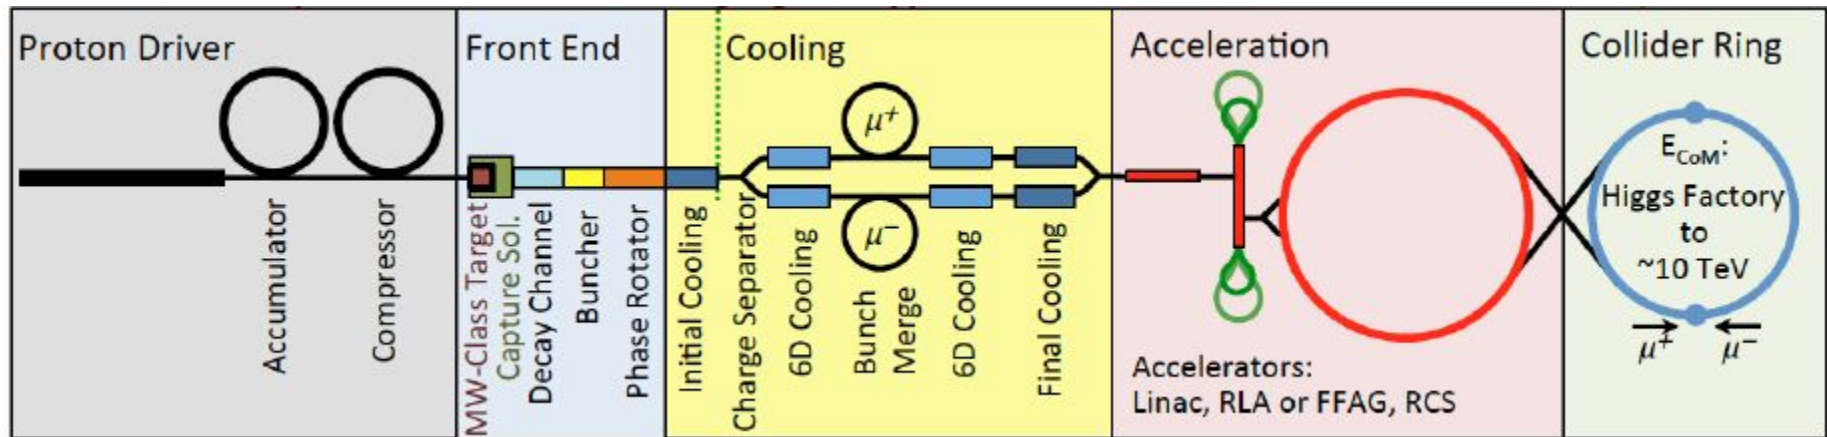 Proton Driver
Accumulator
Compressor
Front End
MW-Class Target
Capture Sol.
Decay Channel
Buncher
Phase Rotator
Cooling
Initial Cooling
Charge Separator
6D Cooling
μ+
μ−
Bunch
Merge
6D Cooling
Final Cooling
Acceleration
Accelerators:
Linac, RLA or FFAG, RCS
Collider Ring
ECoM:
Higgs Factory
to
~10 TeV
μ+
μ−